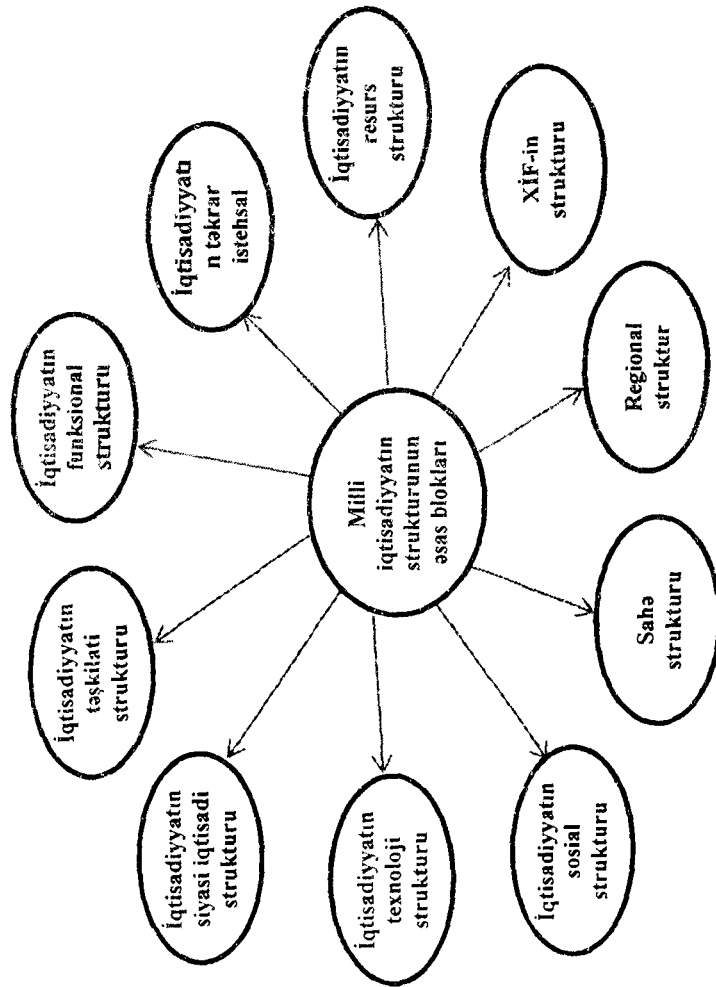 Milli
iqtisadiyyatın
strukturunun
əsas blokları
İqtisadiyyatın
funksional
strukturu
İqtisadiyyatı
n təkrar
istehsal
İqtisadiyyatın
resurs
strukturu
XİF-in
strukturu
Regional
struktur
Sahə
strukturu
İqtisadiyyatın
sosial
strukturu
İqtisadiyyatın
texnoloji
strukturu
İqtisadiyyatın
siyasi iqtisadi
strukturu
İqtisadiyyatın
təşkilati
strukturu